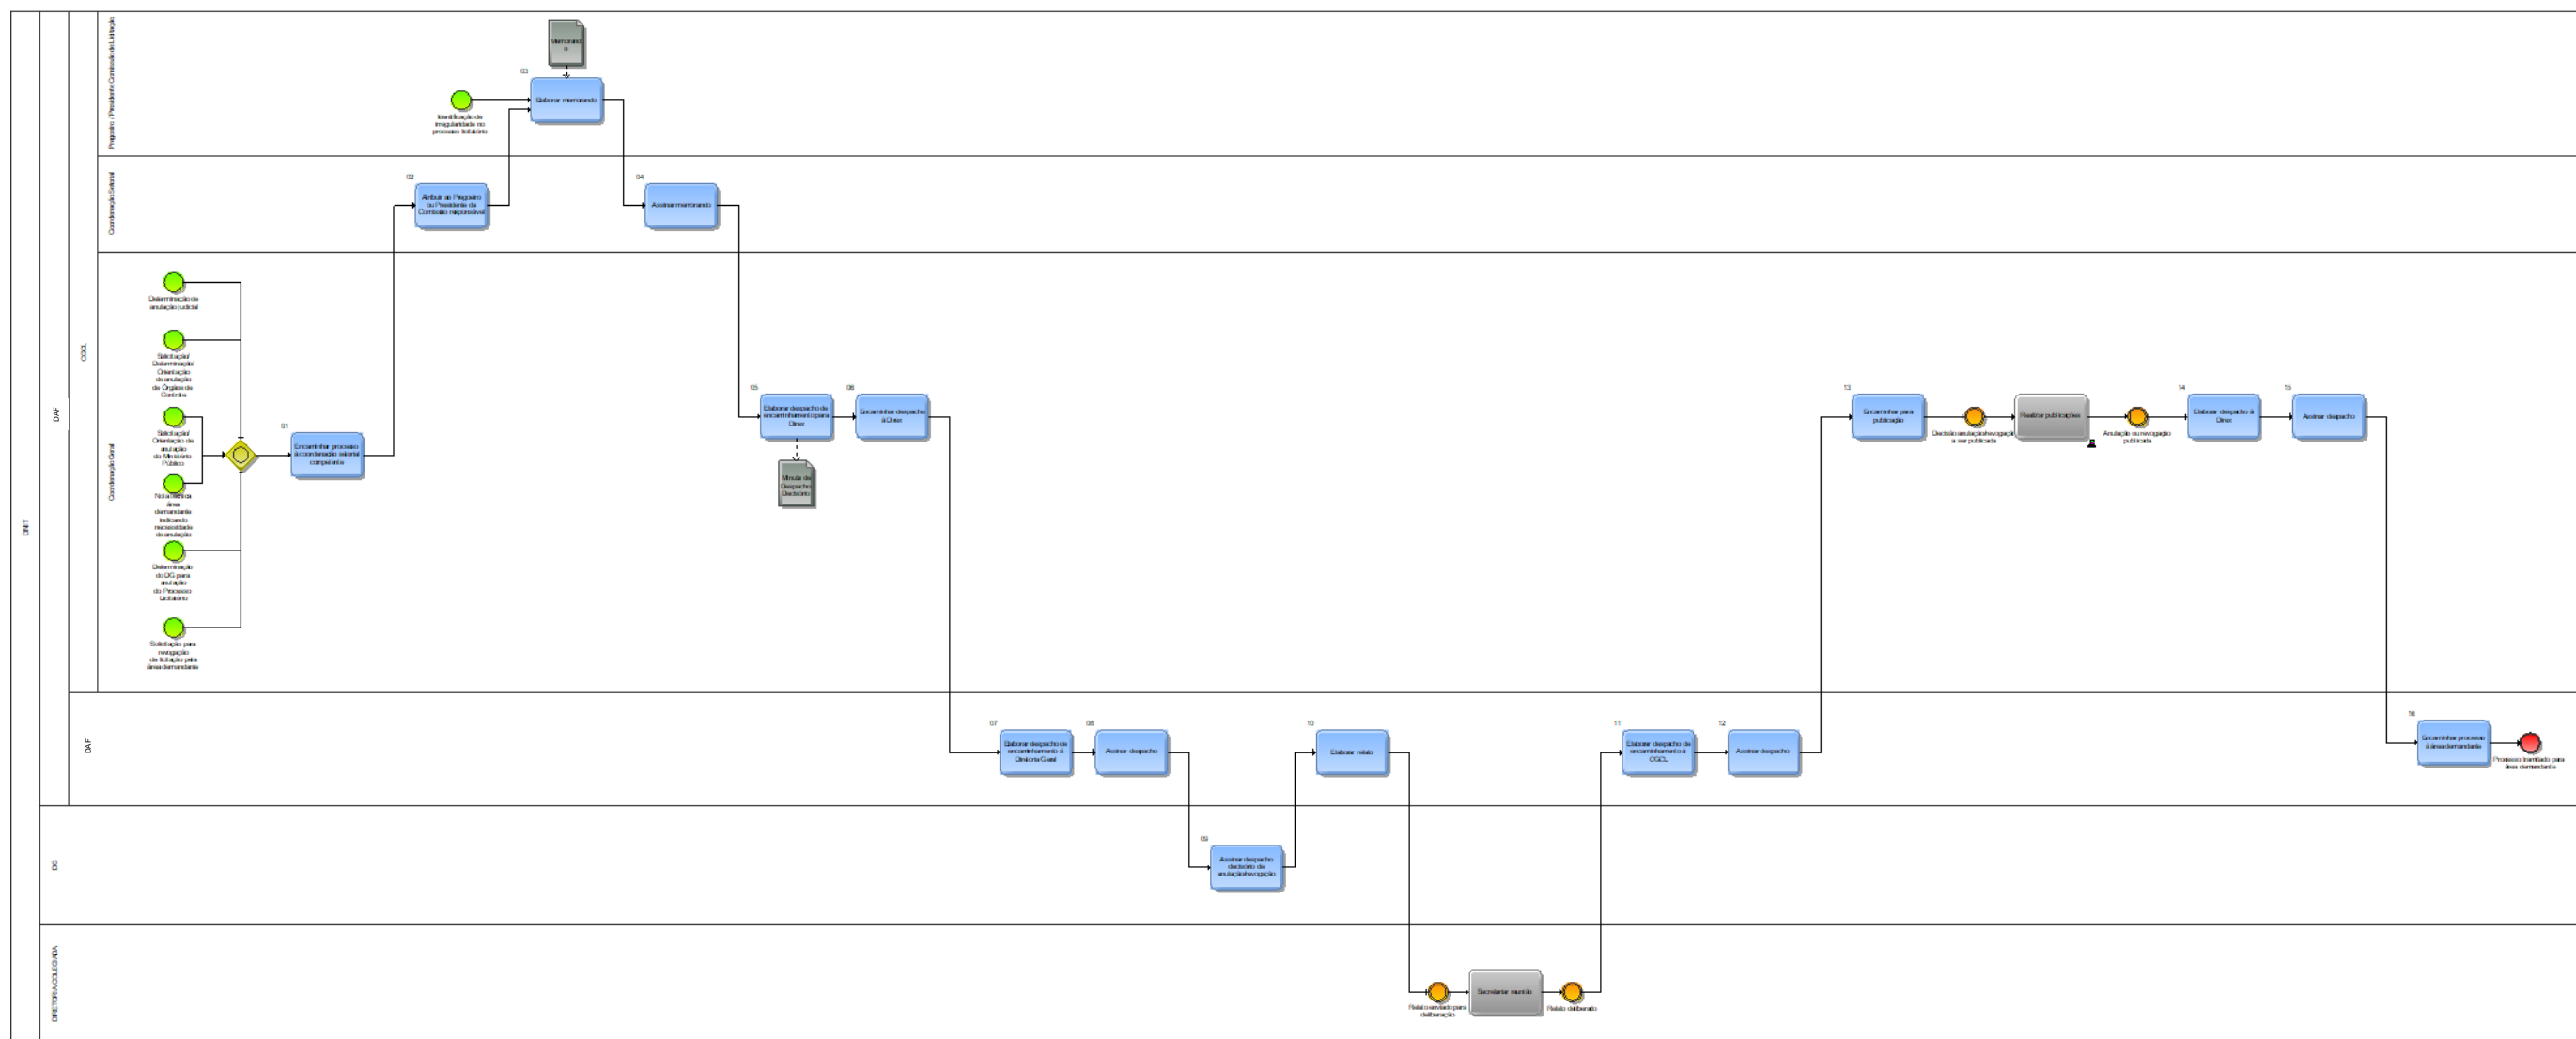 DNIT
DAF
CGCL
Pregoeiro / Presidente Comissão de Licitação
Memorand
o
03
Elaborar memorando
Identificação de
irregularidade no
processo licitatório
Coordenação Setorial
02
Atribuir ao Pregoeiro
ou Presidente da
Comissão responsável
04
Assinar memorando
Coordenação Geral
Determinação de
anulação judicial
Solicitação/
Determinação/
Orientação
de anulação
de Órgãos de
Controle
Solicitação/
Orientação de
anulação
do Ministério
Público
Nota técnica
área
demandante
indicando
necessidade
de anulação
Determinação
do DG para
anulação
do Processo
Licitatório
Solicitação para
revogação
de licitação pela
área demandante
01
Encaminhar processo
à coordenação setorial
competente
05
Elaborar despacho de
encaminhamento para
Direx
Minuta de
Despacho
Decisório
06
Encaminhar despacho
à Direx
13
Encaminhar para
publicação
Decisão anulação/revogação
a ser publicada
Realizar publicações
Anulação ou revogação
publicada
14
Elaborar despacho à
Direx
15
Assinar despacho
DAF
07
Elaborar despacho de
encaminhamento à
Diretoria Geral
08
Assinar despacho
10
Elaborar relato
11
Elaborar despacho de
encaminhamento à
CGCL
12
Assinar despacho
16
Encaminhar processo
à área demandante
Processo tramitado para
área demandante
DG
09
Assinar despacho
decisório de
anulação/revogação
DIRETORIA COLEGIADA
Relato enviado para
deliberação
Secretariar reunião
Relato deliberado